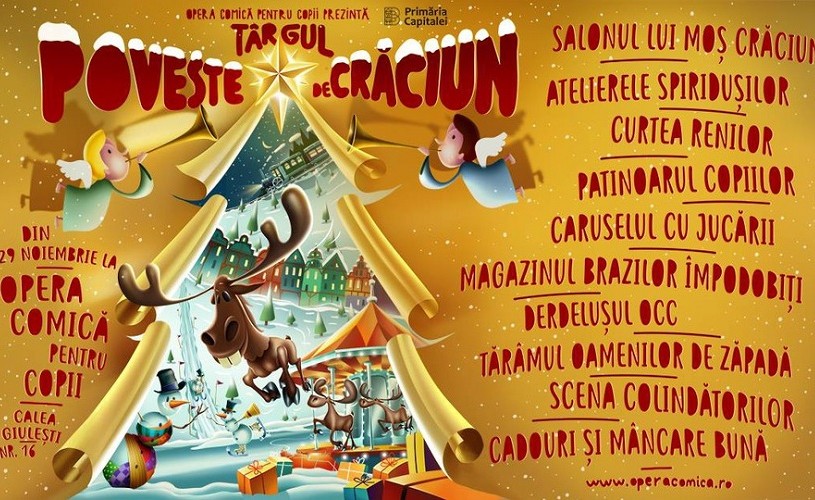 OPERA COMICĂ PENTRU COPII PREZINTĂ
Primăria
Capitalei
TÂRGUL
POVESTE DE CRĂCIUN
DIN
29 NOIEMBRIE LA
OPERA
COMICĂ
PENTRU
COPII
CALEA
GIULEȘTI
NR. 16
SALONUL LUI MOȘ CRĂCIUN
ATELIERELE SPIRIDUȘILOR
CURTEA RENILOR
PATINOARUL COPIILOR
CARUSELUL CU JUCĂRII
MAGAZINUL BRAZILOR ÎMPODOBIȚI
DERDELUȘUL OCC
TĂRÂMUL OAMENILOR DE ZĂPADĂ
SCENA COLINDĂTORILOR
CADOURI ȘI MÂNCARE BUNĂ
www.operacomica.ro